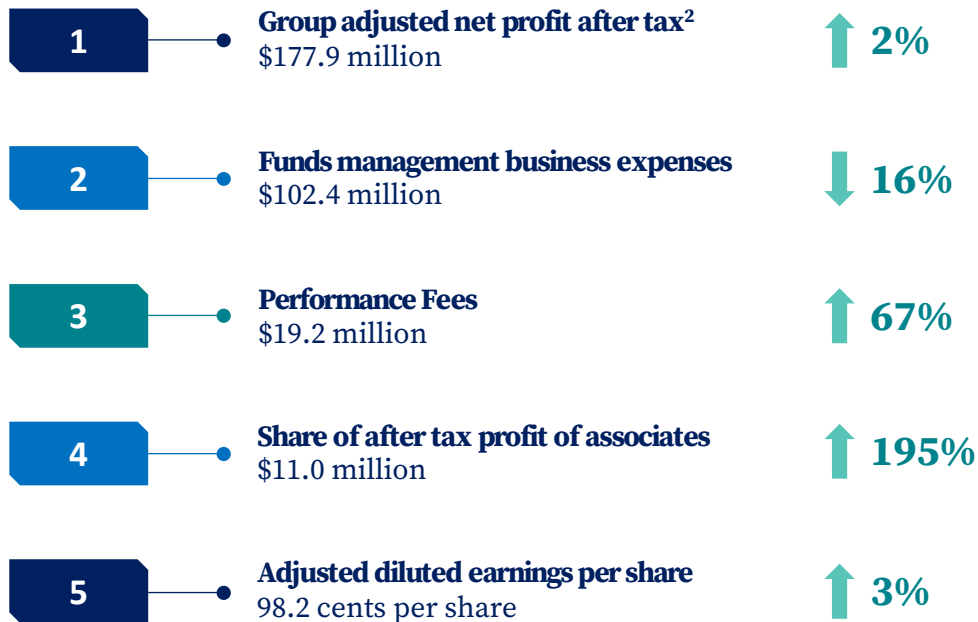 1
Group adjusted net profit after tax²
$177.9 million
2%
2
Funds management business expenses
$102.4 million
16%
3
Performance Fees
$19.2 million
67%
4
Share of after tax profit of associates
$11.0 million
195%
5
Adjusted diluted earnings per share
98.2 cents per share
3%